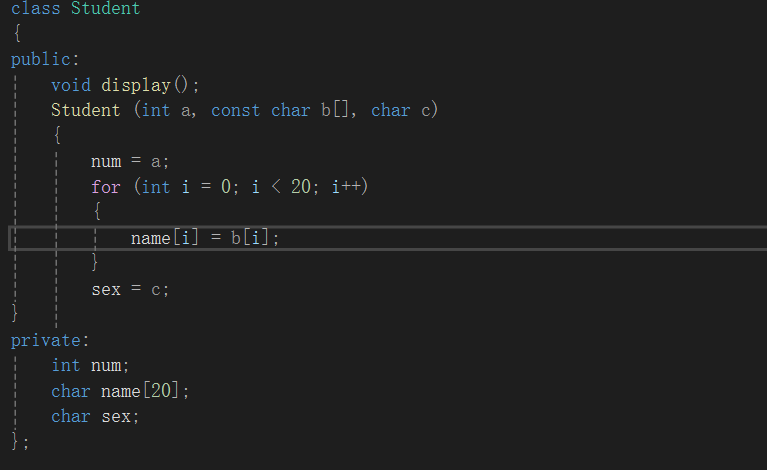 class Student
{
public:
    void display();
    Student (int a, const char b[], char c)
    {
        num = a;
        for (int i = 0; i < 20; i++)
        {
            name[i] = b[i];
        }
        sex = c;
}
private:
    int num;
    char name[20];
    char sex;
};